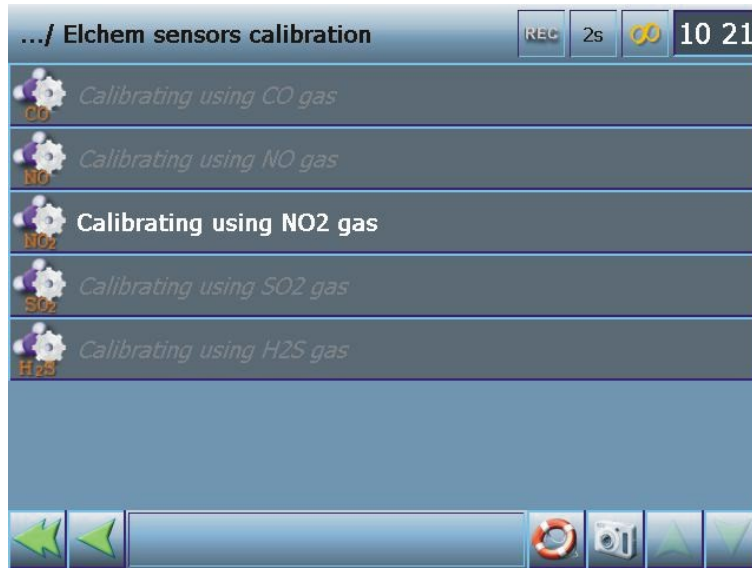 .../ Elchem sensors calibration
REC
2s
10 21
CO
Calibrating using CO gas
NO
Calibrating using NO gas
NO2
Calibrating using NO2 gas
SO2
Calibrating using SO2 gas
H2S
Calibrating using H2S gas